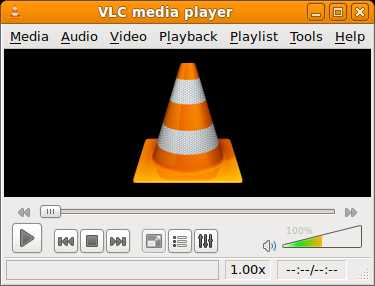 VLC media player
Media Audio Video Playback Playlist Tools Help
100%
1.00x --:--/--:--